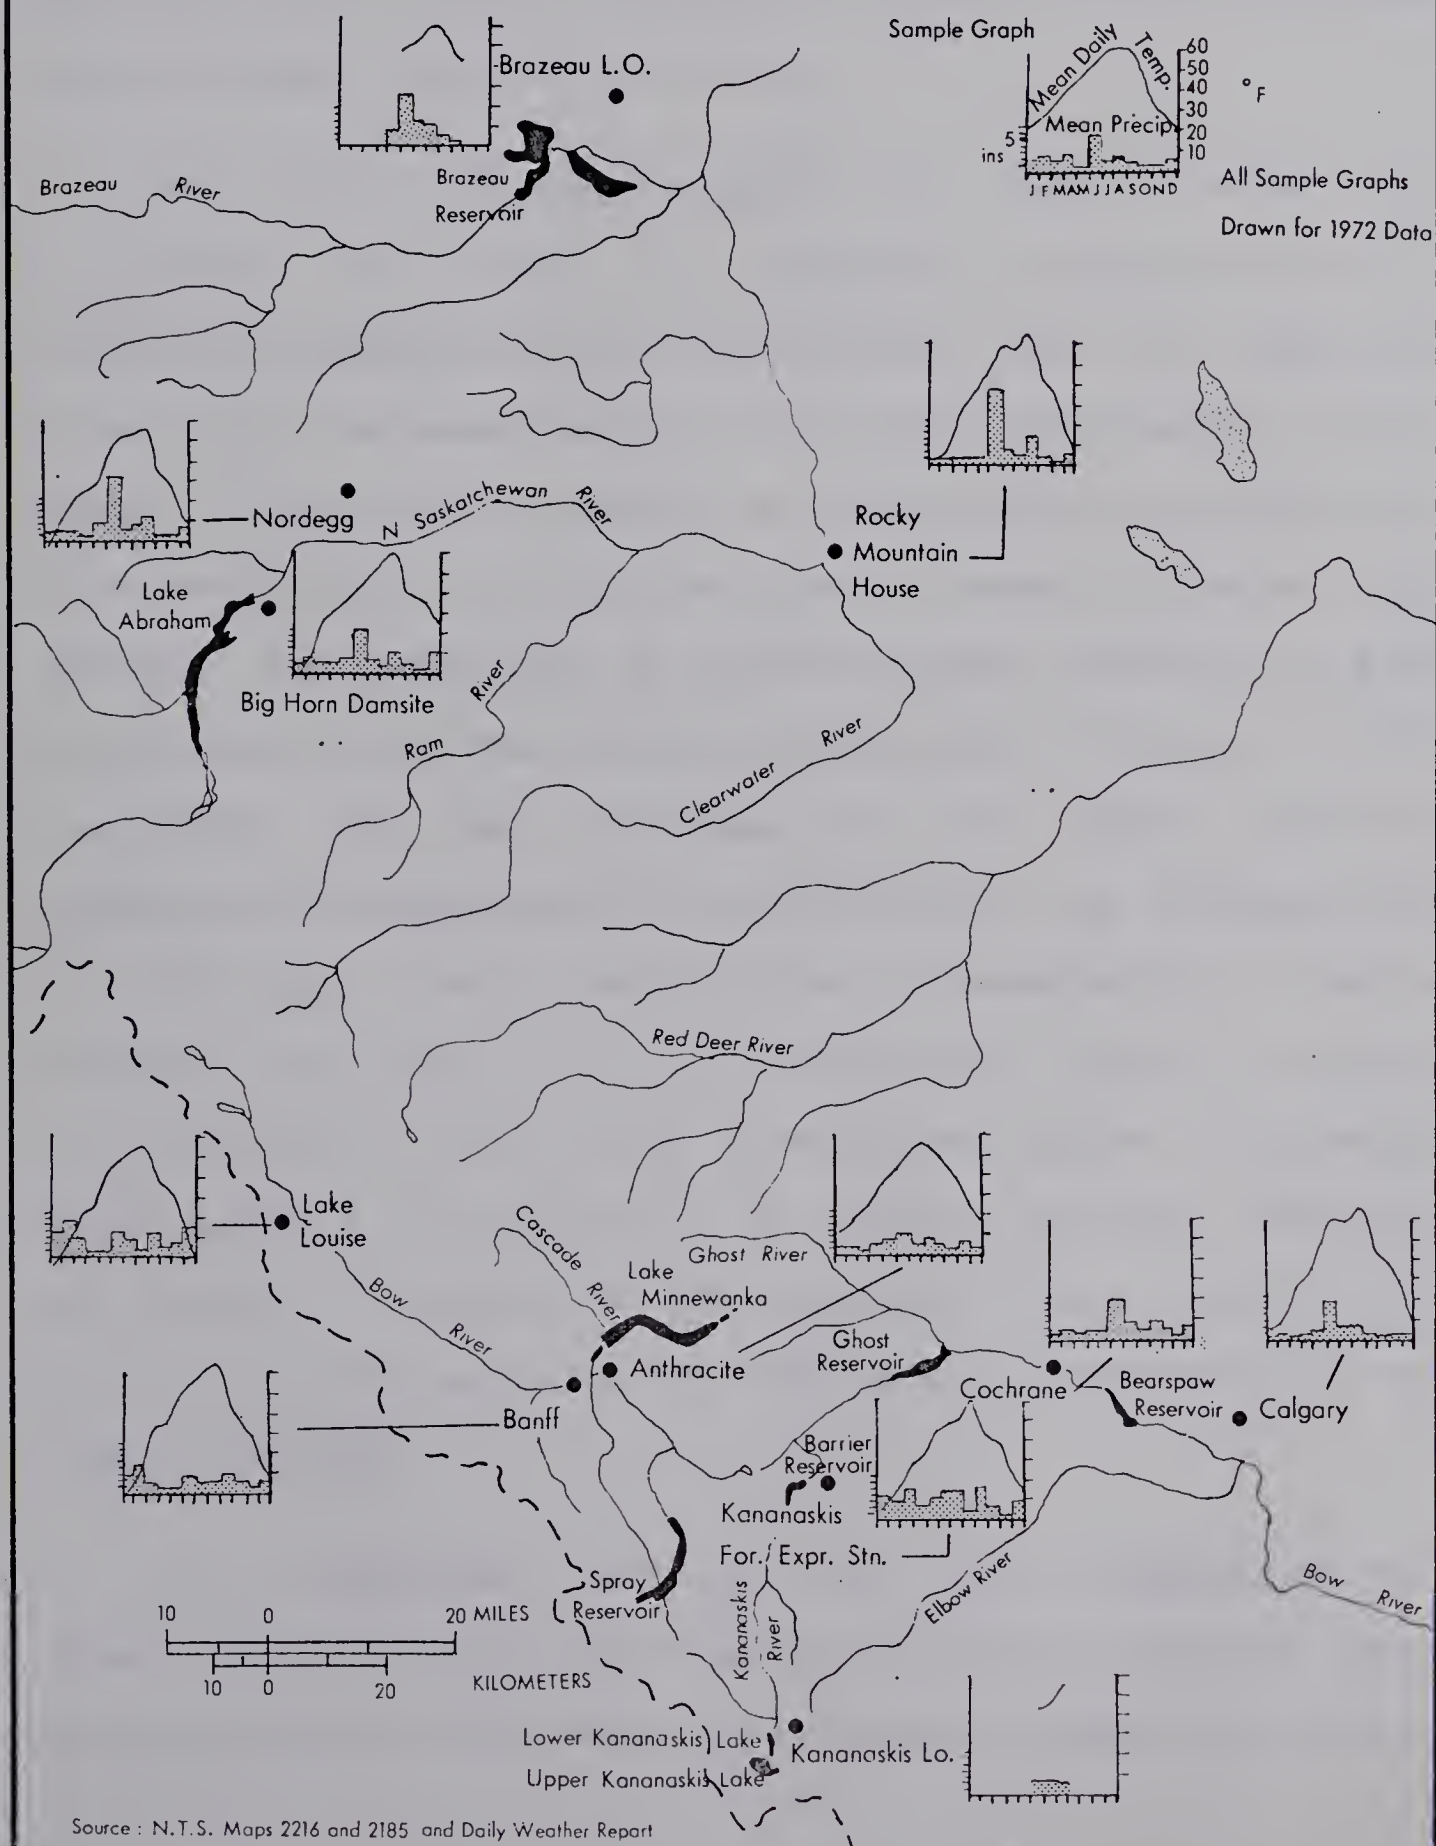 Sample Graph
Mean Daily Temp.
60
50
40
30
20
10
° F
Mean Precip.
5
ins
J F M A M J J A S O N D
All Sample Graphs
Drawn for 1972 Data
Brazeau L.O.
Brazeau River
Brazeau
Reservoir
Nordegg
N Saskatchewan River
Rocky
Mountain
House
Lake
Abraham
Big Horn Damsite
Ram River
Clearwater River
Red Deer River
Lake
Louise
Bow River
Cascade River
Ghost River
Lake
Minnewanka
Anthracite
Ghost
Reservoir
Cochrane
Bearspaw
Reservoir
Calgary
Banff
Barrier
Reservoir
Kananaskis
For. Expr. Stn.
Spray
Reservoir
Elbow River
Bow River
Kananaskis
River
10 0 20 MILES
10 0 20 KILOMETERS
Lower Kananaskis Lake
Kananaskis Lo.
Upper Kananaskis Lake
Source : N.T.S. Maps 2216 and 2185 and Daily Weather Report